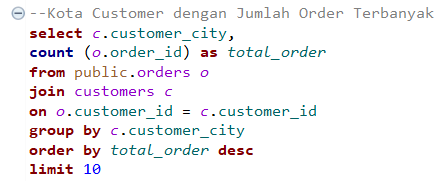 --Kota Customer dengan Jumlah Order Terbanyak
select c.customer_city,
count (o.order_id) as total_order
from public.orders o
join customers c
on o.customer_id = c.customer_id
group by c.customer_city
order by total_order desc
limit 10